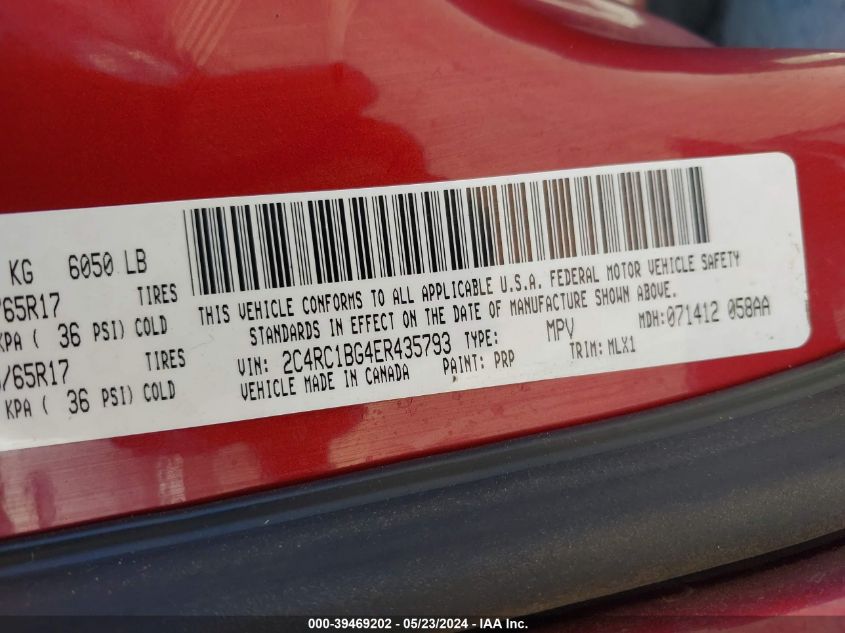 KG 6050 LB
/65R17 TIRES
KPA ( 36 PSI) COLD
/65R17 TIRES
KPA ( 36 PSI) COLD
THIS VEHICLE CONFORMS TO ALL APPLICABLE U.S.A. FEDERAL MOTOR VEHICLE SAFETY
STANDARDS IN EFFECT ON THE DATE OF MANUFACTURE SHOWN ABOVE.
VIN: 2C4RC1BG4ER435793 TYPE: MPV MDH:071412 058AA
VEHICLE MADE IN CANADA PAINT: PRP TRIM: MLX1
000-39469202 - 05/23/2024 - IAA Inc.